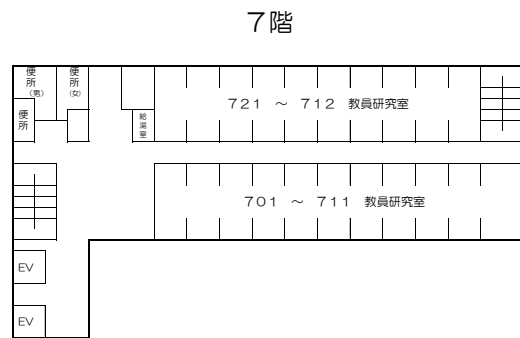 7階
便所
(男)
便所
(女)
便所
給湯室
721 ～ 712 教員研究室
701 ～ 711 教員研究室
EV
EV